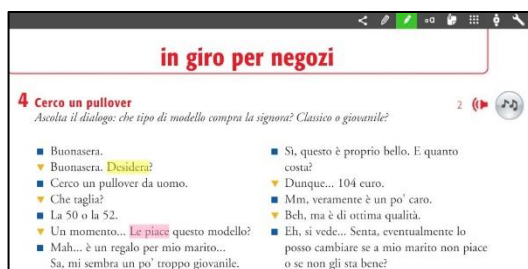 in giro per negozi
4 Cerco un pullover
2
Ascolta il dialogo: che tipo di modello compra la signora? Classico o giovanile?
Buonasera.
Buonasera. Desidera?
Cerco un pullover da uomo.
Che taglia?
La 50 o la 52.
Un momento... Le piace questo modello?
Mah... è un regalo per mio marito...
Sa, mi sembra un po' troppo giovanile.
Sì, questo è proprio bello. E quanto
costa?
Dunque... 104 euro.
Mm, veramente è un po' caro.
Beh, ma è di ottima qualità.
Eh, si vede... Senta, eventualmente lo
posso cambiare se a mio marito non piace
o se non gli sta bene?